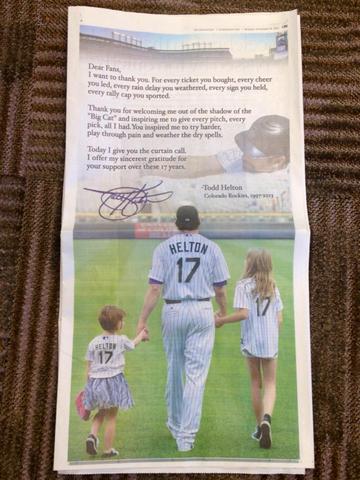 Dear Fans,
I want to thank you. For every ticket you bought, every cheer
you led, every rain delay you weathered, every sign you held,
every rally cap you sported.
Thank you for welcoming me out of the shadow of the
"Big Cat" and inspiring me to give every pitch, every
pick, all I had. You inspired me to try harder,
play through pain and weather the dry spells.
Today I give you the curtain call.
I offer my sincerest gratitude for
your support over these 17 years.
-Todd Helton
Colorado Rockies, 1997-2013
HELTON
17
17
HELTON
17